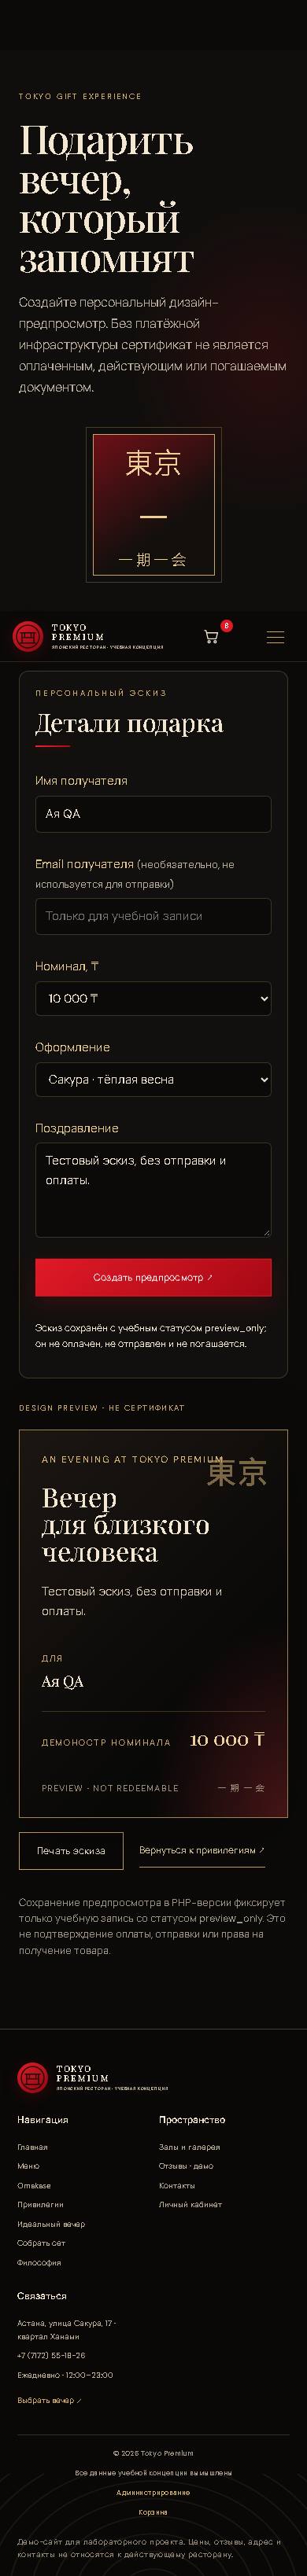 TOKYO GIFT EXPERIENCE
Подарить
вечер,
который
запомнят
Создайте персональный дизайн-
предпросмотр. Без платёжной
инфраструктуры сертификат не является
оплаченным, действующим или погашаемым
документом.
東京
一期一会
TOKYO
PREMIUM
ЯПОНСКИЙ РЕСТОРАН · УЧЕБНАЯ КОНЦЕПЦИЯ
ПЕРСОНАЛЬНЫЙ ЭСКИЗ
Детали подарка
Имя получателя
Ая QA
Email получателя (необязательно, не
используется для отправки)
Только для учебной записи
Номинал, ₸
10 000 ₸
Оформление
Сакура · тёплая весна
Поздравление
Тестовый эскиз, без отправки и
оплаты.
Создать предпросмотр ↗
Эскиз сохранён с учебным статусом preview_only;
он не оплачен, не отправлен и не погашается.
DESIGN PREVIEW · НЕ СЕРТИФИКАТ
AN EVENING AT TOKYO PREMIUM
東京
Вечер
для близкого
человека
Тестовый эскиз, без отправки и
оплаты.
ДЛЯ
Ая QA
ДЕМОНСТР НОМИНАЛА 10 000 ₸
PREVIEW · NOT REDEEMABLE 一期一会
Печать эскиза Вернуться к привилегиям ↗
Сохранение предпросмотра в PHP-версии фиксирует
только учебную запись со статусом preview_only. Это
не подтверждение оплаты, отправки или права на
получение товара.
TOKYO
PREMIUM
ЯПОНСКИЙ РЕСТОРАН · УЧЕБНАЯ КОНЦЕПЦИЯ
Навигация
Главная
Меню
Omakase
Привилегии
Идеальный вечер
Собрать сет
Философия
Пространство
Залы и галерея
Отзывы · демо
Контакты
Личный кабинет
Связаться
Астана, улица Сакура, 17 ·
квартал Ханами
+7 (7172) 55-18-26
Ежедневно · 12:00–23:00
Выбрать вечер ↗
© 2026 Tokyo Premium
Все данные учебной концепции вымышлены
Администрирование
Корзина
Демо-сайт для лабораторного проекта. Цены, отзывы, адрес и
контакты не относятся к действующему ресторану.